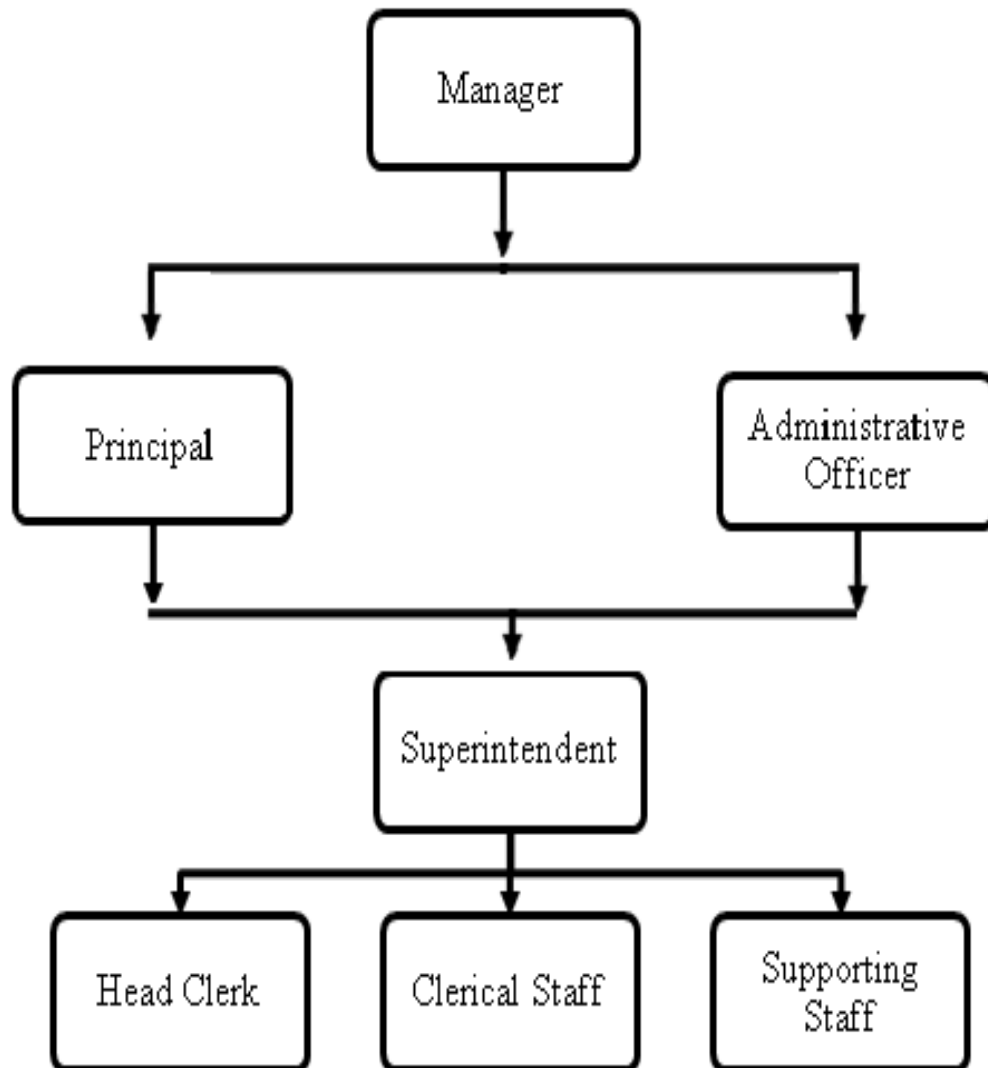 Manager
Principal
Administrative
Officer
Superintendent
Head Clerk
Clerical Staff
Supporting
Staff